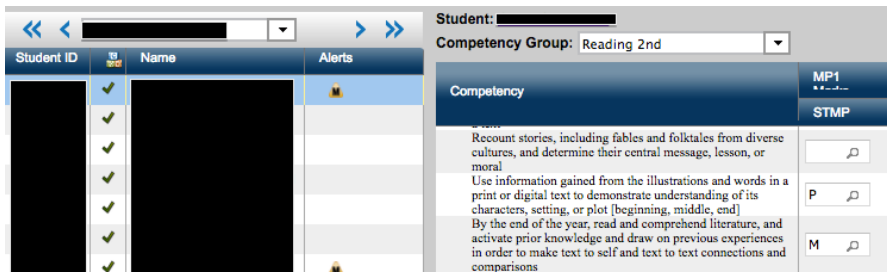 Student:
Competency Group: Reading 2nd
Student ID Name Alerts
Competency
MP1
STMP
Recount stories, including fables and folktales from diverse
cultures, and determine their central message, lesson, or
moral
Use information gained from the illustrations and words in a
print or digital text to demonstrate understanding of its
characters, setting, or plot [beginning, middle, end]
P
By the end of the year, read and comprehend literature, and
activate prior knowledge and draw on previous experiences
in order to make text to self and text to text connections and
comparisons
M